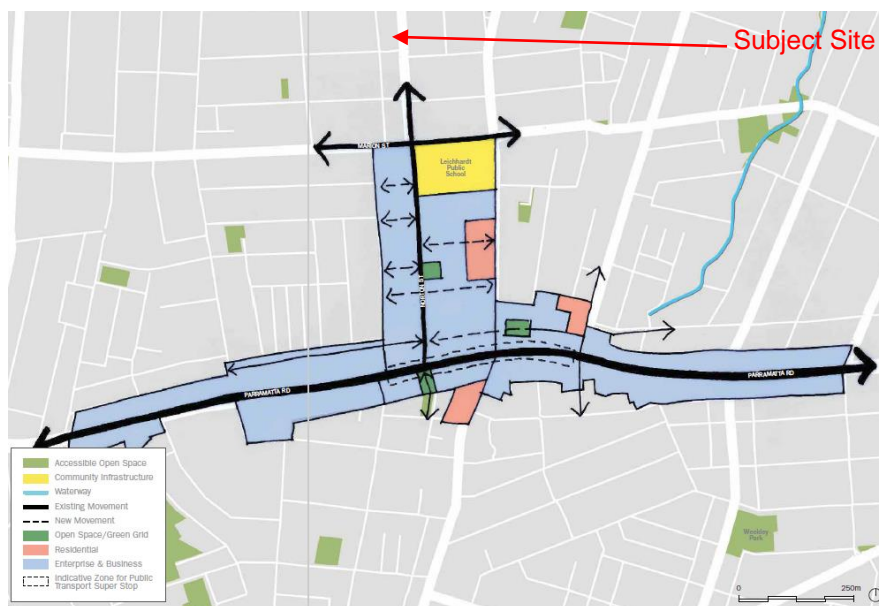 Subject Site
MARION ST
Leichhardt
Public
School
NORTON ST
PARRAMATTA RD
PARRAMATTA RD
Accessible Open Space
Community Infrastructure
Waterway
Existing Movement
New Movement
Open Space/Green Grid
Residential
Enterprise & Business
Indicative Zone for Public
Transport Super Stop
Weekley
Park
0
250m